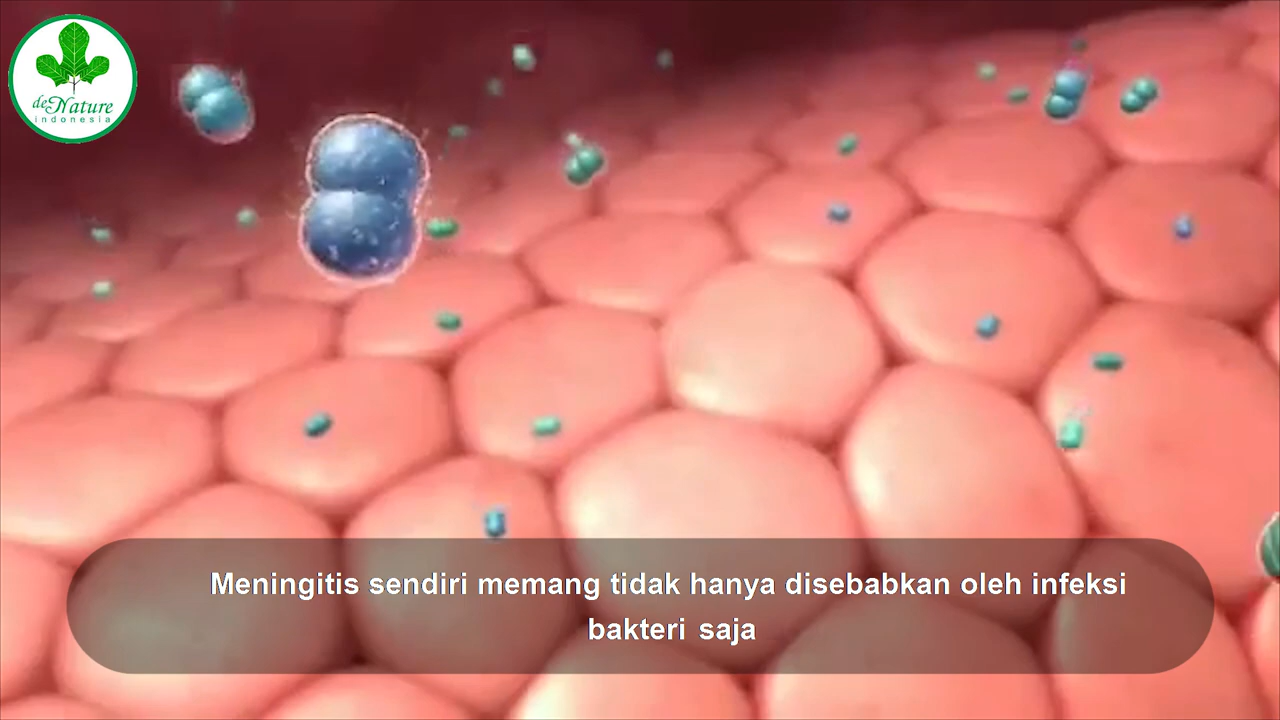 deNature
indonesia
Meningitis sendiri memang tidak hanya disebabkan oleh infeksi
bakteri saja